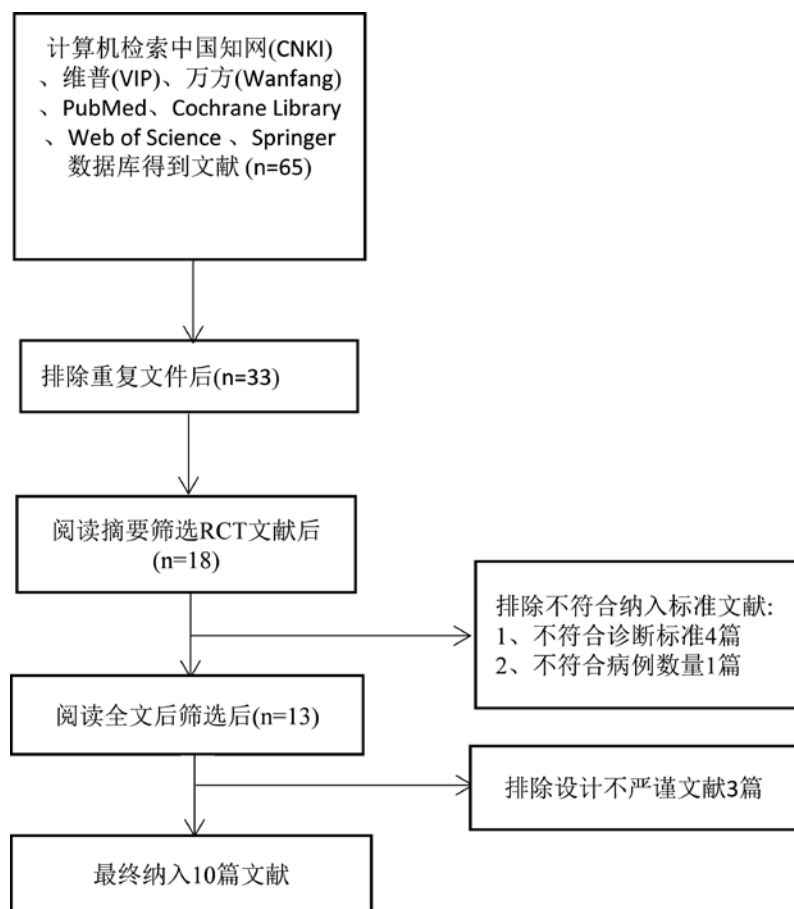 计算机检索中国知网(CNKI)
、维普(VIP)、万方(Wanfang)
、PubMed、Cochrane Library
、Web of Science 、Springer
数据库得到文献 (n=65)
排除重复文件后(n=33)
阅读摘要筛选RCT文献后
(n=18)
排除不符合纳入标准文献:
1、不符合诊断标准4篇
2、不符合病例数量1篇
阅读全文后筛选后(n=13)
排除设计不严谨文献3篇
最终纳入10篇文献